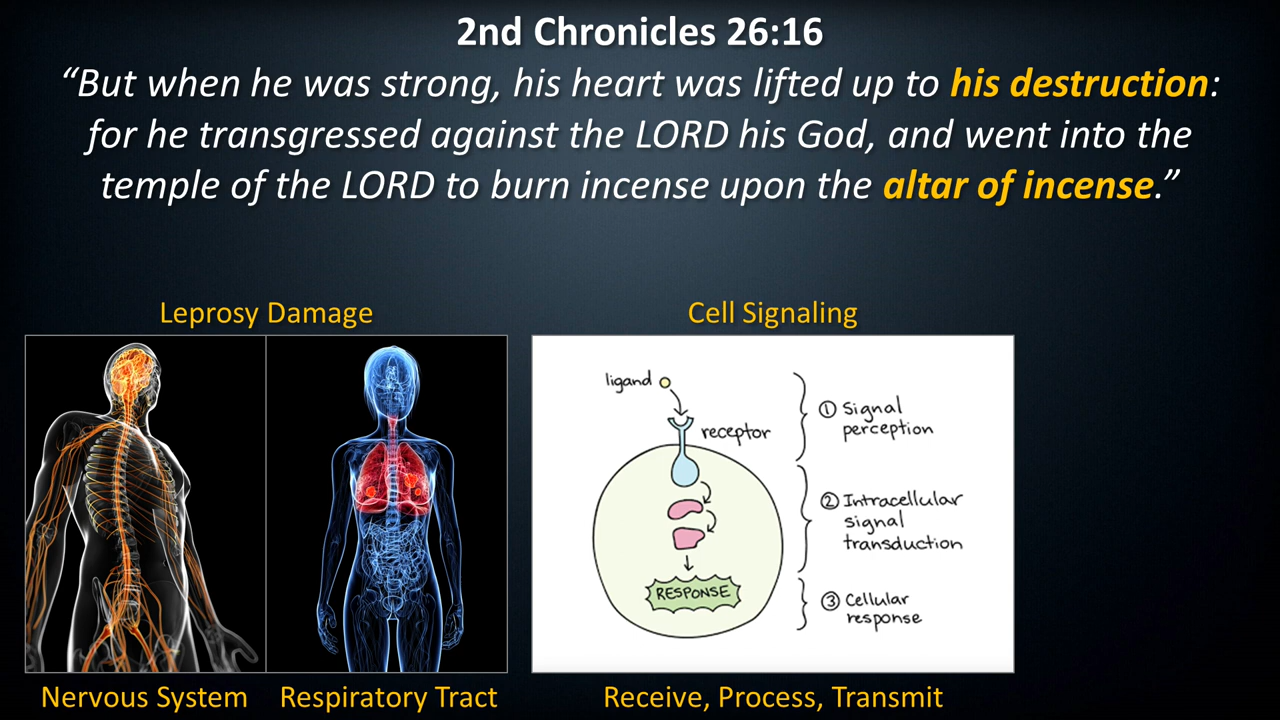 2nd Chronicles 26:16
“But when he was strong, his heart was lifted up to his destruction:
for he transgressed against the LORD his God, and went into the
temple of the LORD to burn incense upon the altar of incense.”
Leprosy Damage
Nervous System
Respiratory Tract
Cell Signaling
ligand
receptor
RESPONSE
① Signal
perception
② Intracellular
signal
transduction
③ Cellular
response
Receive, Process, Transmit